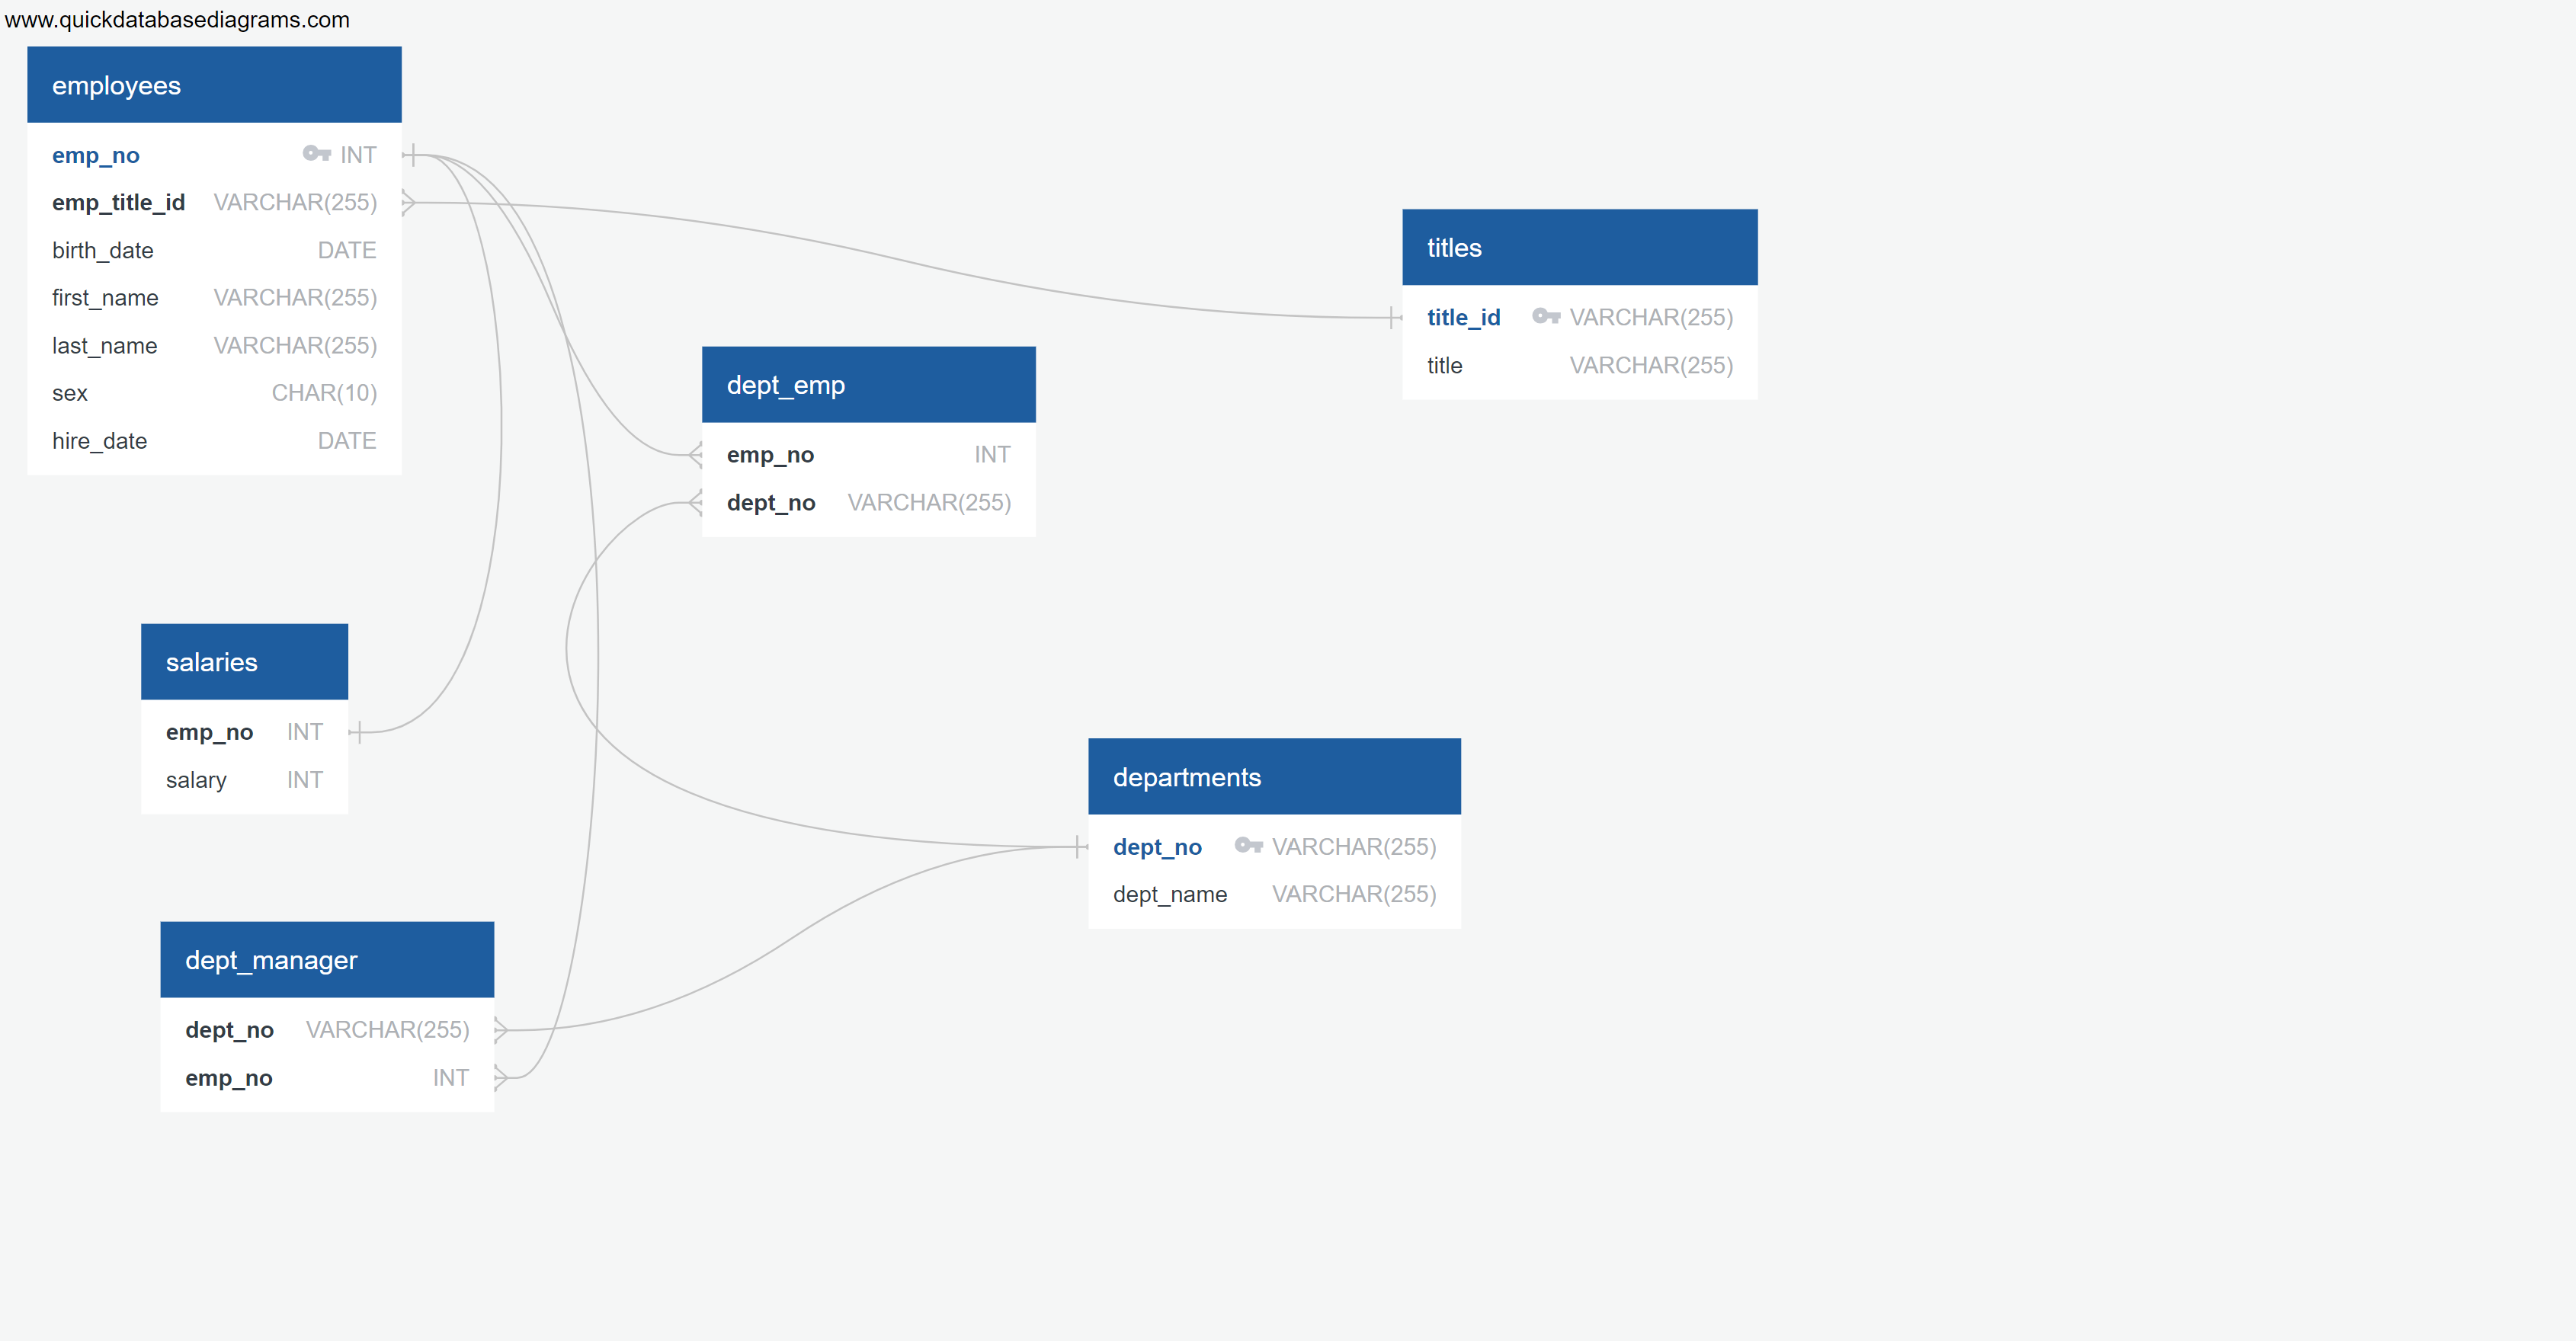 www.quickdatabasediagrams.com
employees
emp_no INT
emp_title_id VARCHAR(255)
birth_date DATE
first_name VARCHAR(255)
last_name VARCHAR(255)
sex CHAR(10)
hire_date DATE
titles
title_id VARCHAR(255)
title VARCHAR(255)
dept_emp
emp_no INT
dept_no VARCHAR(255)
salaries
emp_no INT
salary INT
departments
dept_no VARCHAR(255)
dept_name VARCHAR(255)
dept_manager
dept_no VARCHAR(255)
emp_no INT